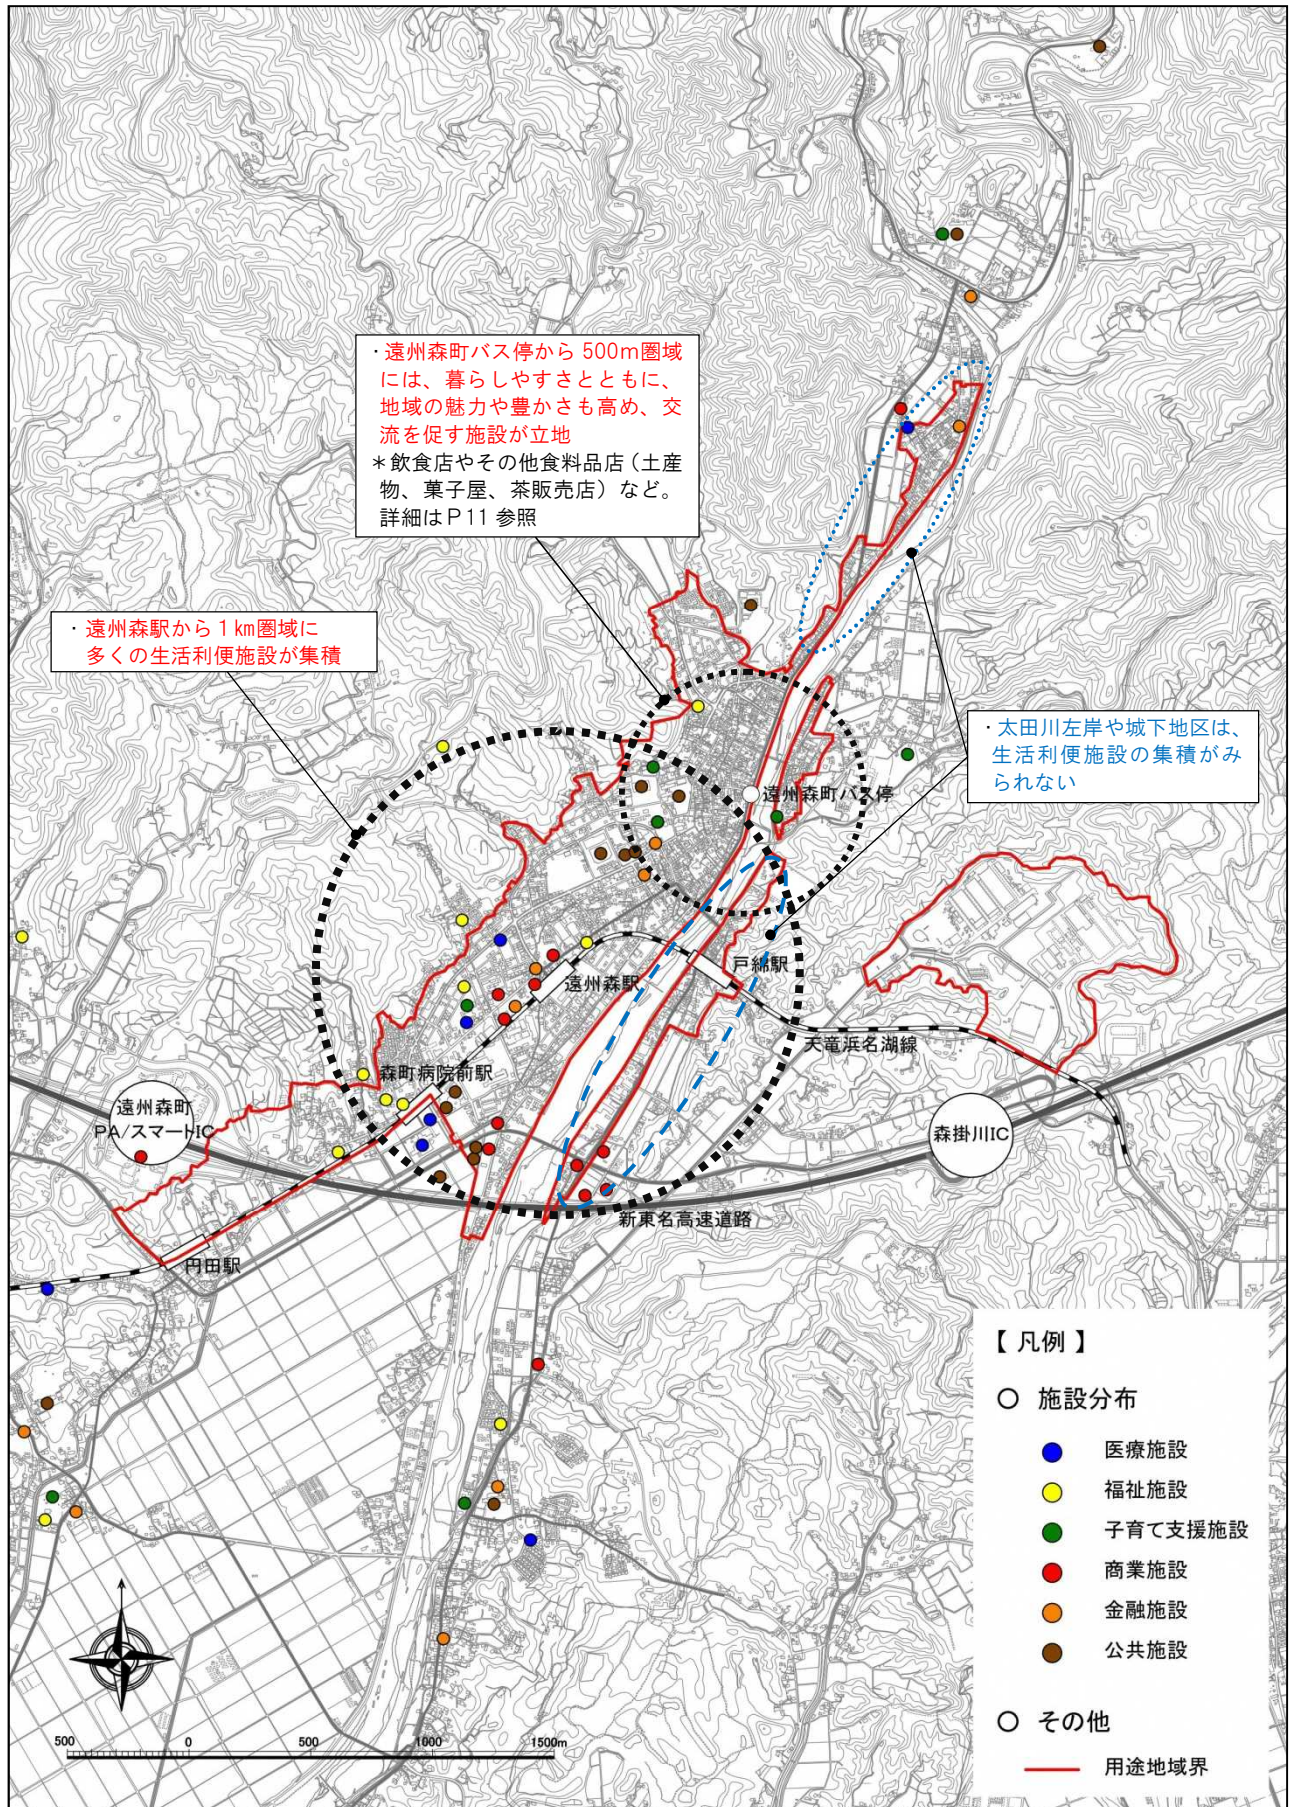 ・遠州森町バス停から 500m圏域
には、暮らしやすさとともに、
地域の魅力や豊かさも高め、交
流を促す施設が立地
＊飲食店やその他食料品店（土産
物、菓子屋、茶販売店）など。
詳細はP11 参照
・遠州森駅から1km圏域に
多くの生活利便施設が集積
・太田川左岸や城下地区は、
生活利便施設の集積がみ
られない
遠州森町バス停
戸綿駅
遠州森駅
天竜浜名湖線
森町病院前駅
遠州森町
PA/スマートIC
森掛川IC
新東名高速道路
円田駅
【 凡例 】
○ 施設分布
医療施設
福祉施設
子育て支援施設
商業施設
金融施設
公共施設
○ その他
用途地域界
500 0 500 1000 1500m